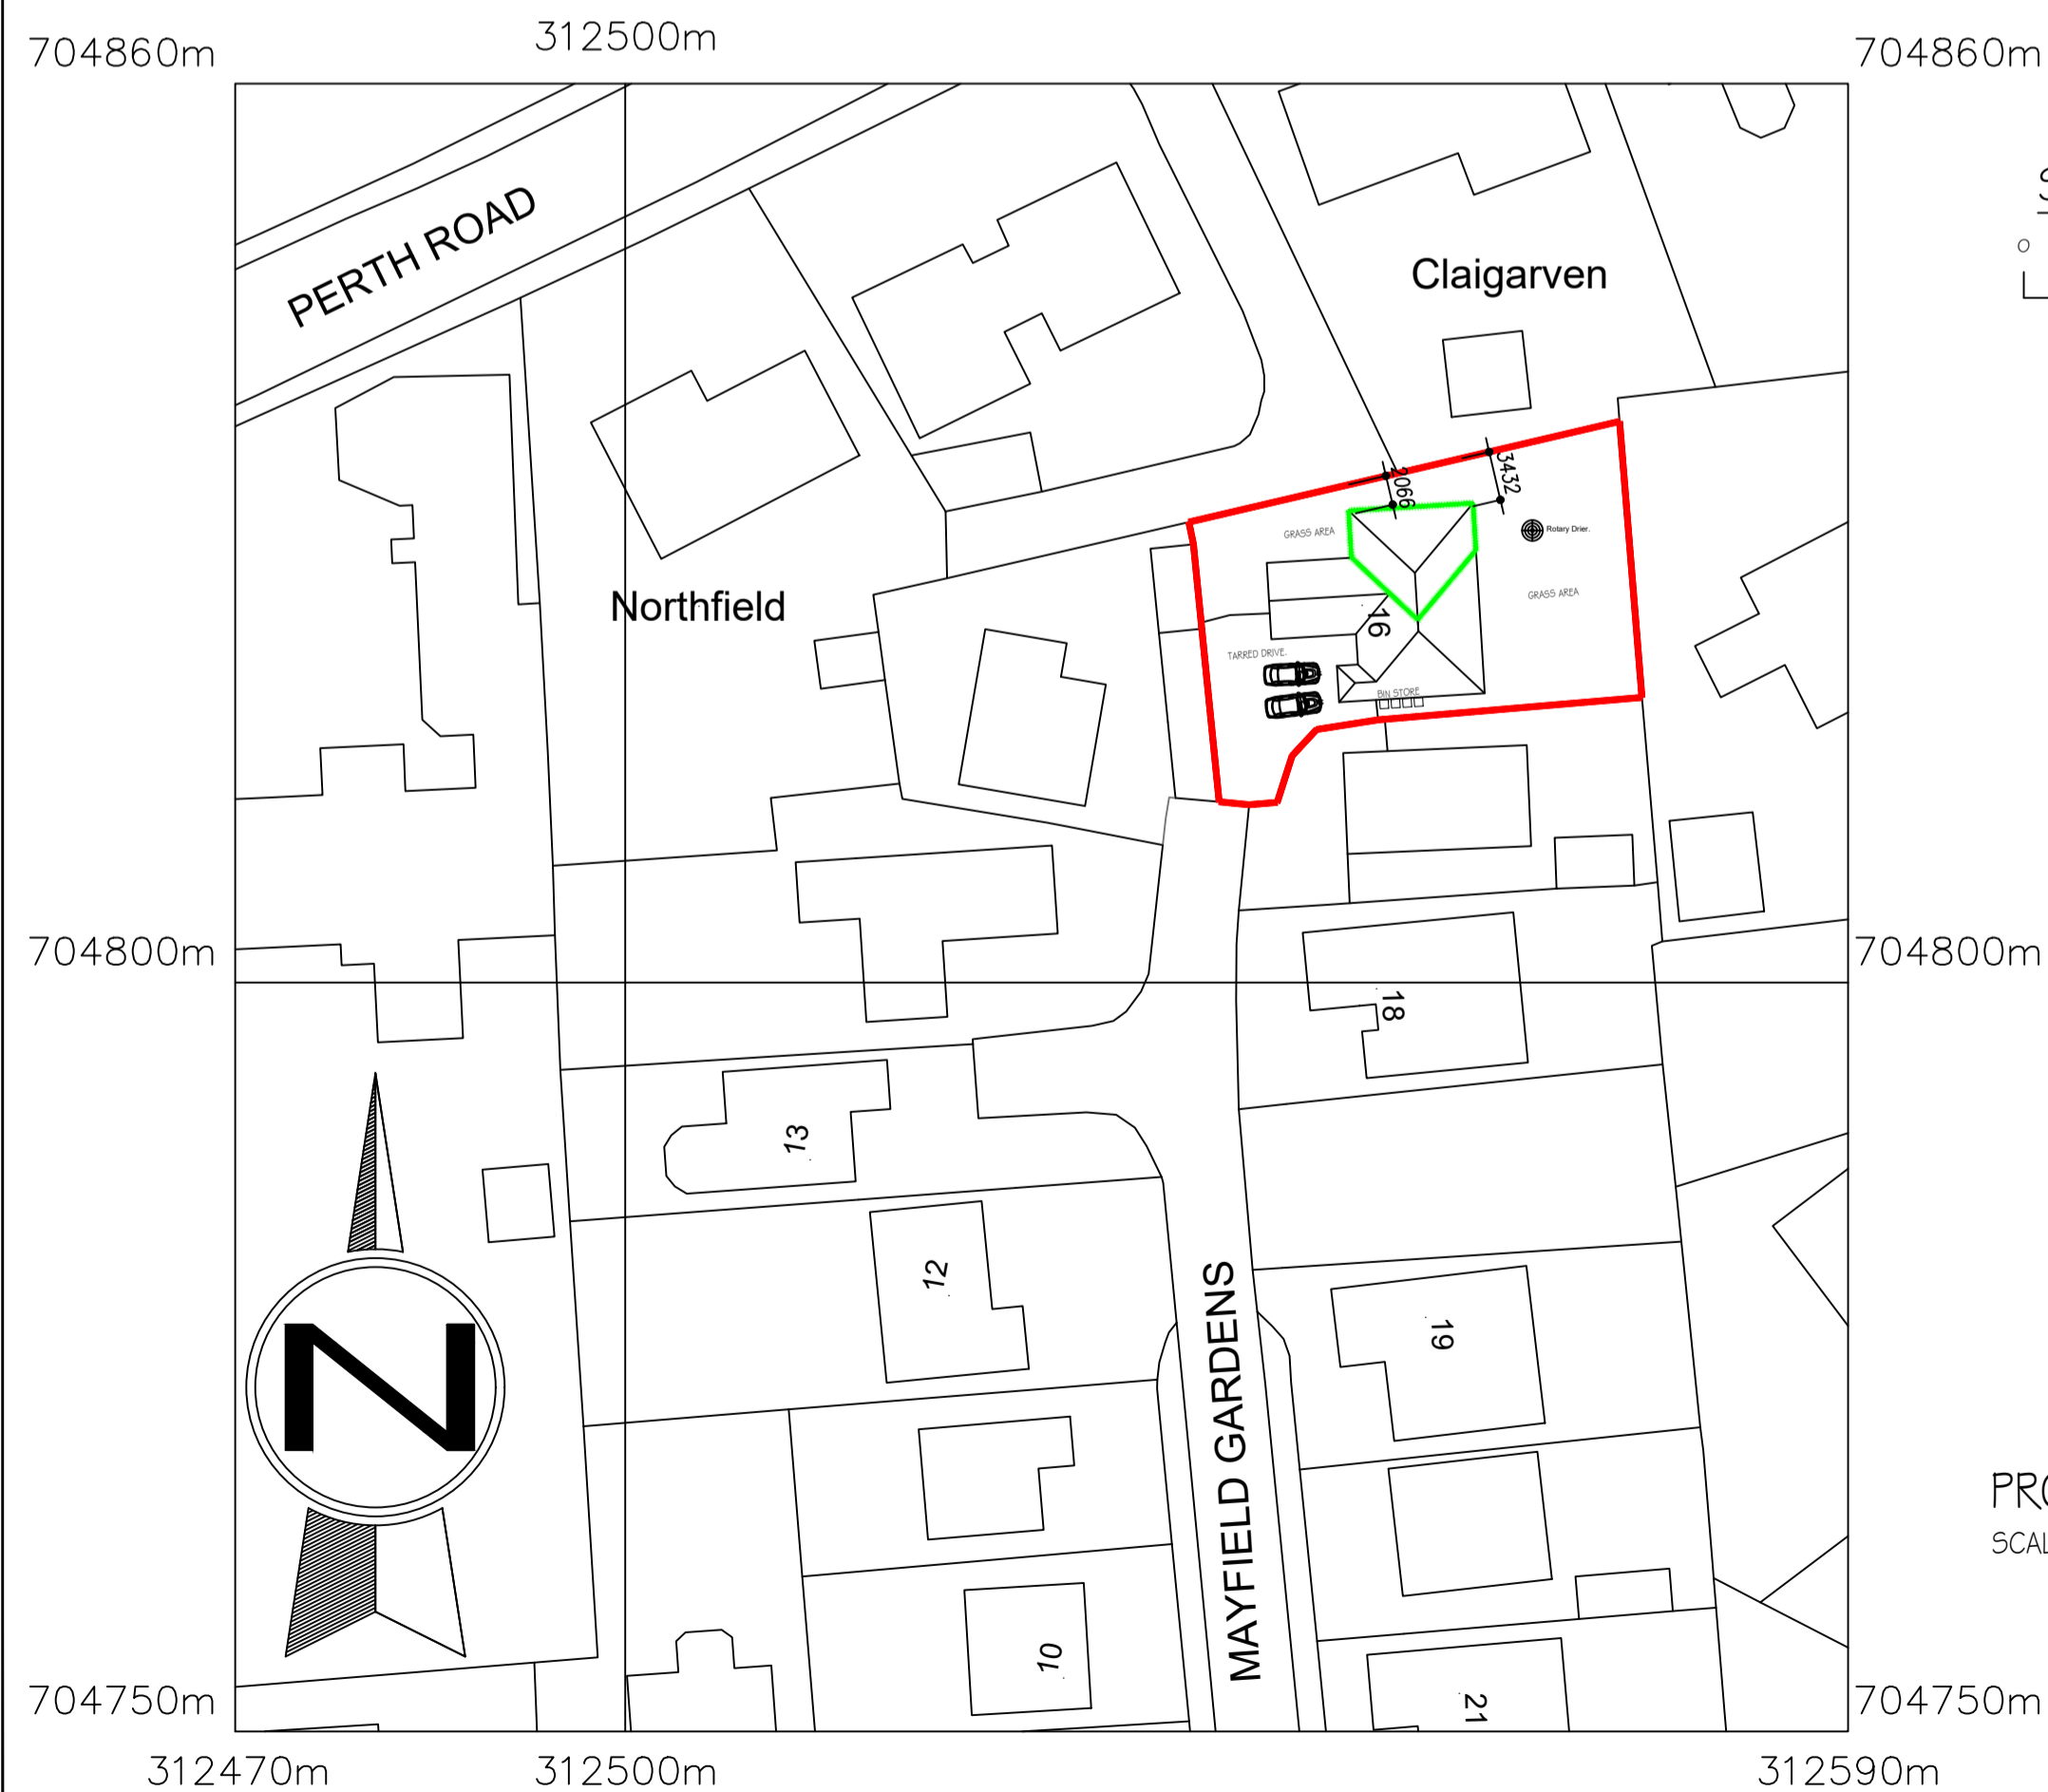 312500m
704860m
704860m
PERTH ROAD
Claigarven
3432
2066
GRASS AREA
Rotary Drier.
GRASS AREA
Northfield
16
TARRED DRIVE.
BIN STORE
704800m
704800m
18
13
12
19
N
MAYFIELD GARDENS
10
21
704750m
704750m
312470m
312500m
312590m